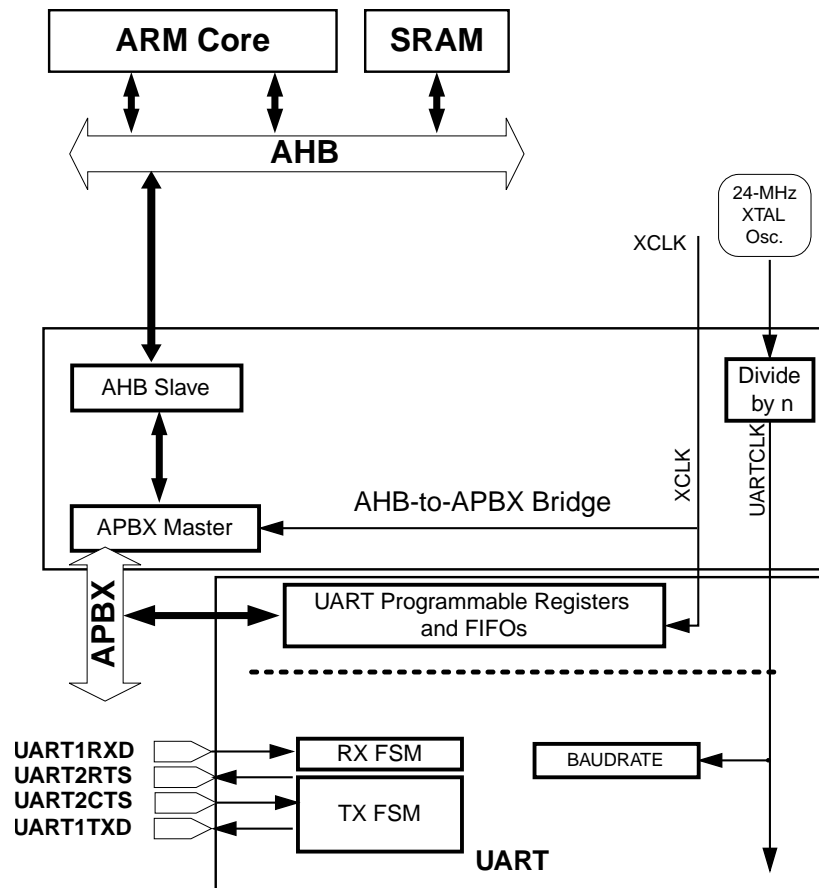 ARM Core
SRAM
AHB
24-MHz
XTAL
Osc.
XCLK
AHB Slave
Divide
by n
XCLK
UARTCLK
AHB-to-APBX Bridge
APBX Master
APBX
UART Programmable Registers
and FIFOs
UART1RXD
RX FSM
UART2RTS
BAUDRATE
UART2CTS
TX FSM
UART1TXD
UART